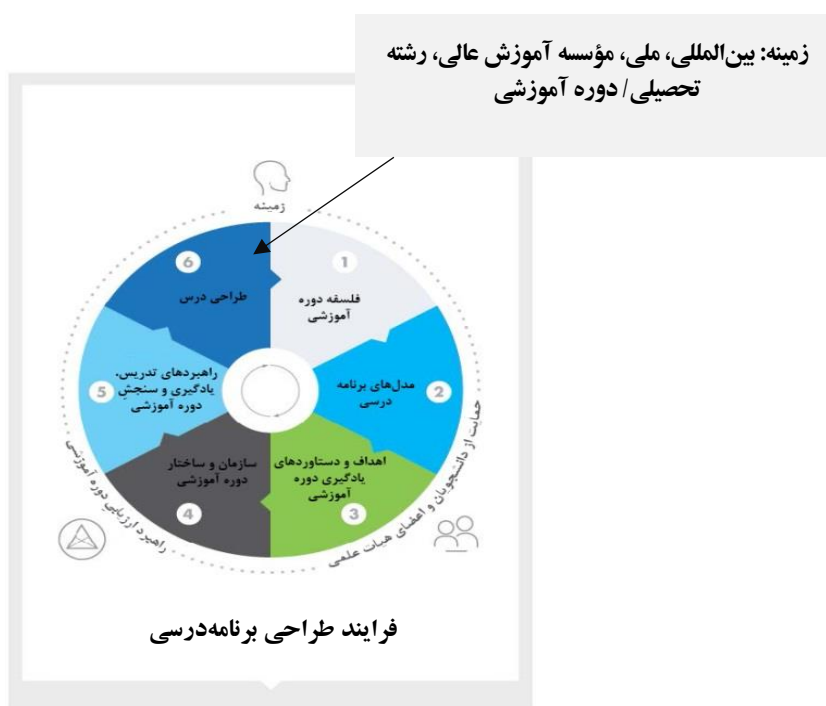 زمینه: بین‌المللی، ملی، مؤسسه آموزش عالی، رشته
تحصیلی/ دوره آموزشی
زمینه
1
فلسفه دوره
آموزشی
2
مدل‌های برنامه
درسی
3
اهداف و دستاوردهای
یادگیری دوره
آموزشی
4
سازمان و ساختار
دوره آموزشی
5
راهبردهای تدریس،
یادگیری و سنجش
دوره آموزشی
6
طراحی درس
حمایت از دانشجویان و اعضای هیات علمی
راهبرد ارزیابی دوره آموزشی
فرایند طراحی برنامه‌درسی